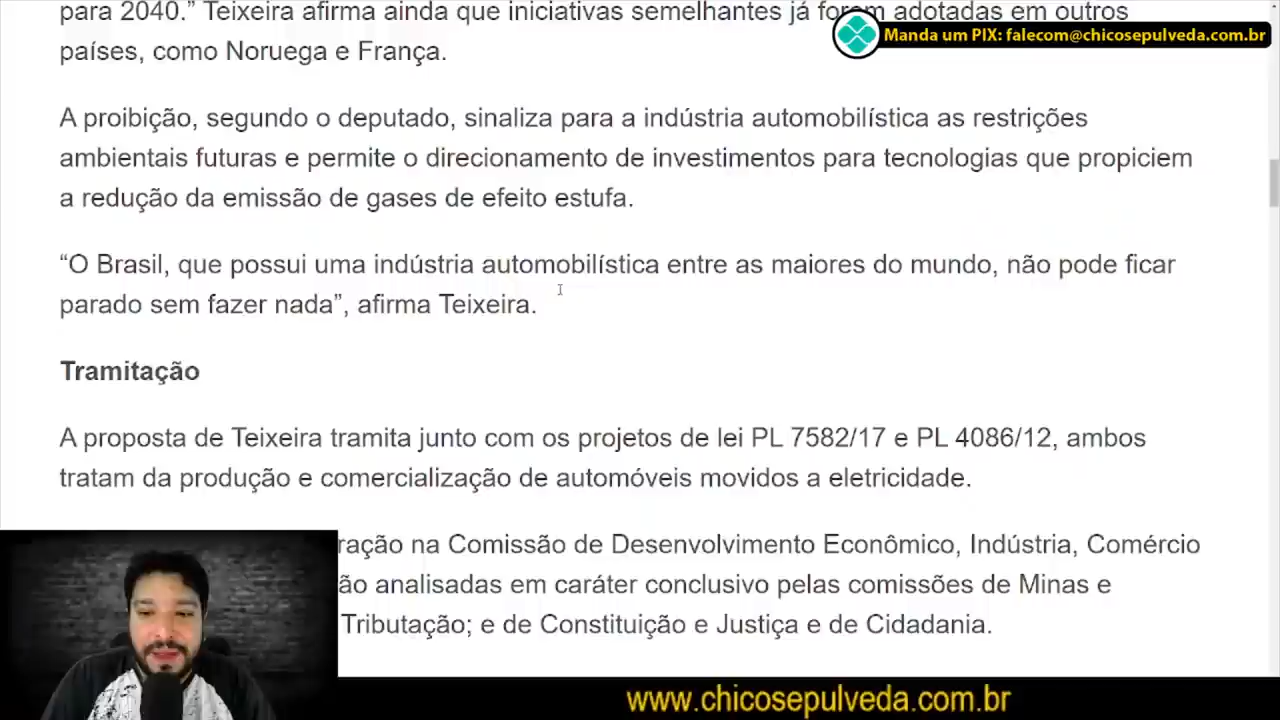 para 2040.” Teixeira afirma ainda que iniciativas semelhantes já foram adotadas em outros
Manda um PIX: falecom@chicosepulveda.com.br
países, como Noruega e França.
A proibição, segundo o deputado, sinaliza para a indústria automobilística as restrições
ambientais futuras e permite o direcionamento de investimentos para tecnologias que propiciem
a redução da emissão de gases de efeito estufa.
“O Brasil, que possui uma indústria automobilística entre as maiores do mundo, não pode ficar
parado sem fazer nada”, afirma Teixeira.
Tramitação
A proposta de Teixeira tramita junto com os projetos de lei PL 7582/17 e PL 4086/12, ambos
tratam da produção e comercialização de automóveis movidos a eletricidade.
ração na Comissão de Desenvolvimento Econômico, Indústria, Comércio
ão analisadas em caráter conclusivo pelas comissões de Minas e
Tributação; e de Constituição e Justiça e de Cidadania.
www.chicosepulveda.com.br